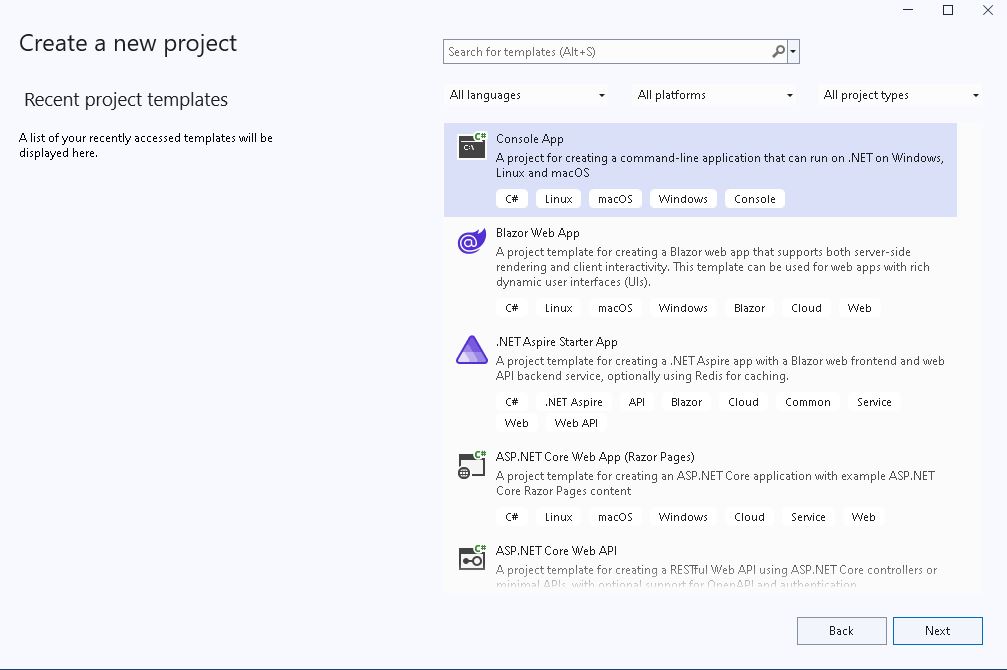 Create a new project
Recent project templates
A list of your recently accessed templates will be
displayed here.
Search for templates (Alt+S)
All languages
All platforms
All project types
C#
C:\
Console App
A project for creating a command-line application that can run on .NET on Windows,
Linux and macOS
C# Linux macOS Windows Console
Blazor Web App
A project template for creating a Blazor web app that supports both server-side
rendering and client interactivity. This template can be used for web apps with rich
dynamic user interfaces (UIs).
C# Linux macOS Windows Blazor Cloud Web
.NET Aspire Starter App
A project template for creating a .NET Aspire app with a Blazor web frontend and web
API backend service, optionally using Redis for caching.
C# .NET Aspire API Blazor Cloud Common Service
Web Web API
C#
ASP.NET Core Web App (Razor Pages)
A project template for creating an ASP.NET Core application with example ASP.NET
Core Razor Pages content
C# Linux macOS Windows Cloud Service Web
C#
ASP.NET Core Web API
A project template for creating a RESTful Web API using ASP.NET Core controllers or
minimal APIs, with optional support for OpenAPI and authentication.
Back
Next